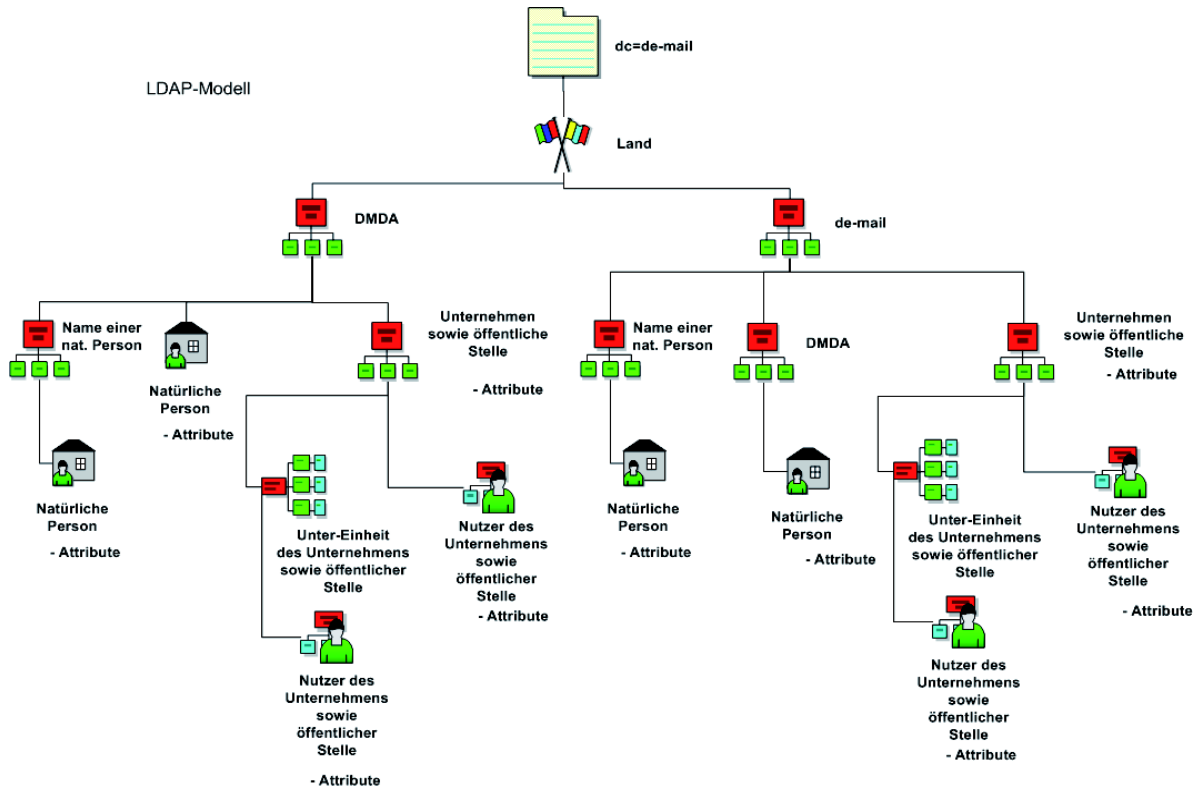 dc=de-mail
LDAP-Modell
Land
DMDA
de-mail
Name einer
nat. Person
Natürliche
Person
- Attribute
Unternehmen
sowie öffentliche
Stelle
- Attribute
Natürliche
Person
- Attribute
Unter-Einheit
des Unternehmens
sowie öffentlicher
Stelle
Nutzer des
Unternehmens
sowie
öffentlicher
Stelle
- Attribute
Nutzer des
Unternehmens
sowie
öffentlicher
Stelle
- Attribute
Name einer
nat. Person
DMDA
Unternehmen
sowie öffentliche
Stelle
- Attribute
Natürliche
Person
- Attribute
Natürliche
Person
- Attribute
Unter-Einheit
des Unternehmens
sowie öffentlicher
Stelle
Nutzer des
Unternehmens
sowie
öffentlicher
Stelle
- Attribute
Nutzer des
Unternehmens
sowie
öffentlicher
Stelle
- Attribute